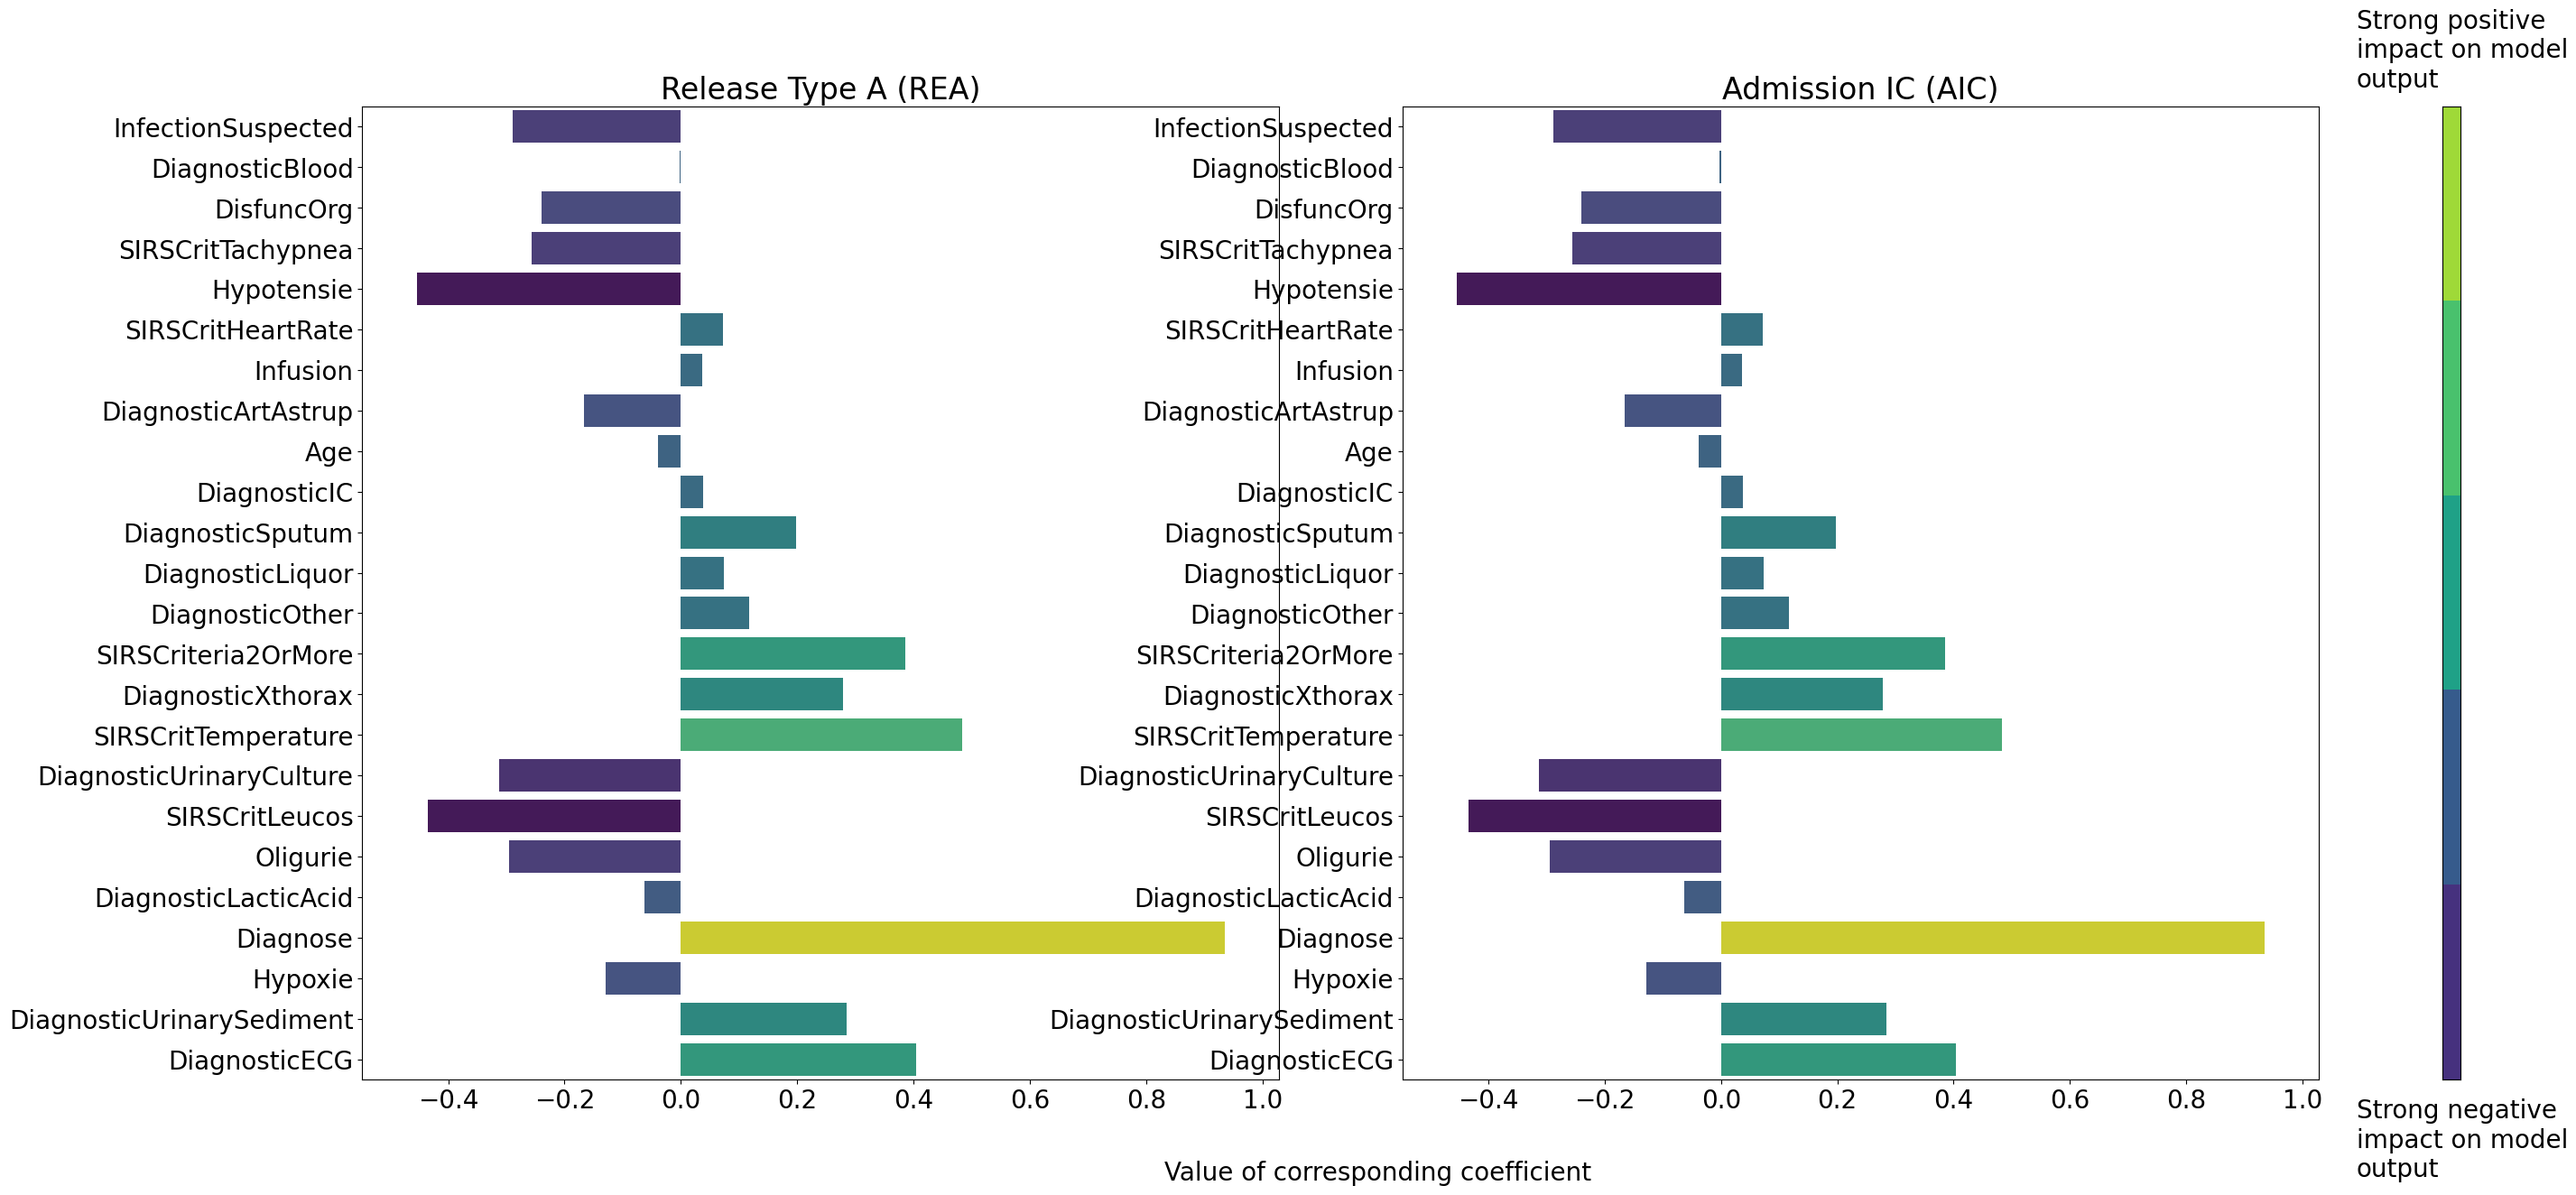 Strong positive
impact on model
output
Release Type A (REA)
InfectionSuspected
DiagnosticBlood
DisfuncOrg
SIRSCritTachypnea
Hypotensie
SIRSCritHeartRate
Infusion
DiagnosticArtAstrup
Age
DiagnosticIC
DiagnosticSputum
DiagnosticLiquor
DiagnosticOther
SIRSCriteria2OrMore
DiagnosticXthorax
SIRSCritTemperature
DiagnosticUrinaryCulture
SIRSCritLeucos
Oligurie
DiagnosticLacticAcid
Diagnose
Hypoxie
DiagnosticUrinarySediment
DiagnosticECG
−0.4 −0.2 0.0 0.2 0.4 0.6 0.8 1.0
Admission IC (AIC)
InfectionSuspected
DiagnosticBlood
DisfuncOrg
SIRSCritTachypnea
Hypotensie
SIRSCritHeartRate
Infusion
DiagnosticArtAstrup
Age
DiagnosticIC
DiagnosticSputum
DiagnosticLiquor
DiagnosticOther
SIRSCriteria2OrMore
DiagnosticXthorax
SIRSCritTemperature
DiagnosticUrinaryCulture
SIRSCritLeucos
Oligurie
DiagnosticLacticAcid
Diagnose
Hypoxie
DiagnosticUrinarySediment
DiagnosticECG
−0.4 −0.2 0.0 0.2 0.4 0.6 0.8 1.0
Strong negative
impact on model
output
Value of corresponding coefficient